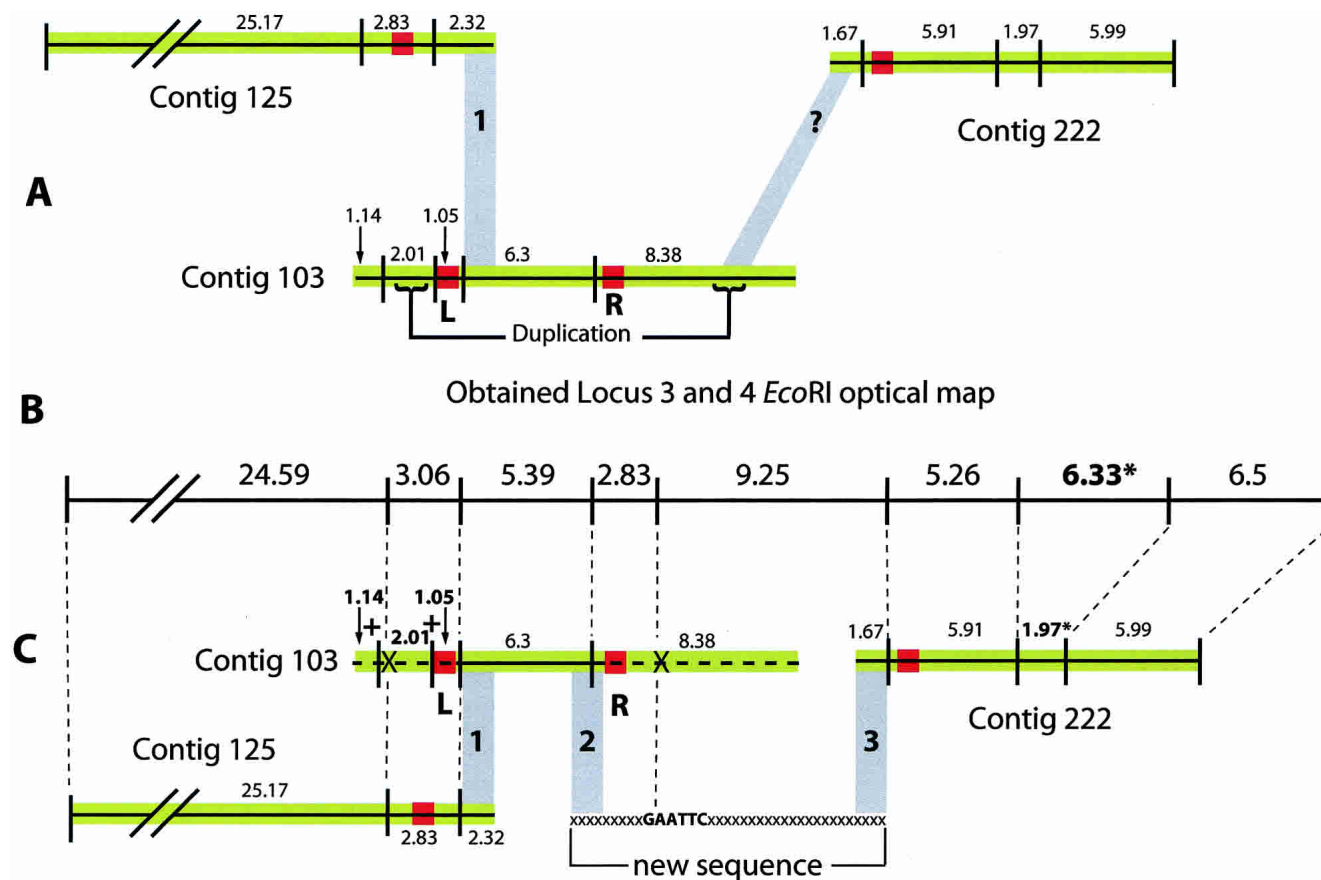 25.17 2.83 2.32
1.67 5.91 1.97 5.99
Contig 125
1
?
Contig 222
A
1.14 1.05
2.01 6.3 8.38
Contig 103
L R
Duplication
Obtained Locus 3 and 4 EcoRI optical map
B
24.59 3.06 5.39 2.83 9.25 5.26 6.33* 6.5
1.14 1.05
+ +
2.01 6.3 8.38 1.67 5.91 1.97* 5.99
C
Contig 103 X X
L R
Contig 222
1 2 3
Contig 125
25.17
xxxxxxxxxGAATTCxxxxxxxxxxxxxxxxxxxxxx
2.83 2.32
new sequence